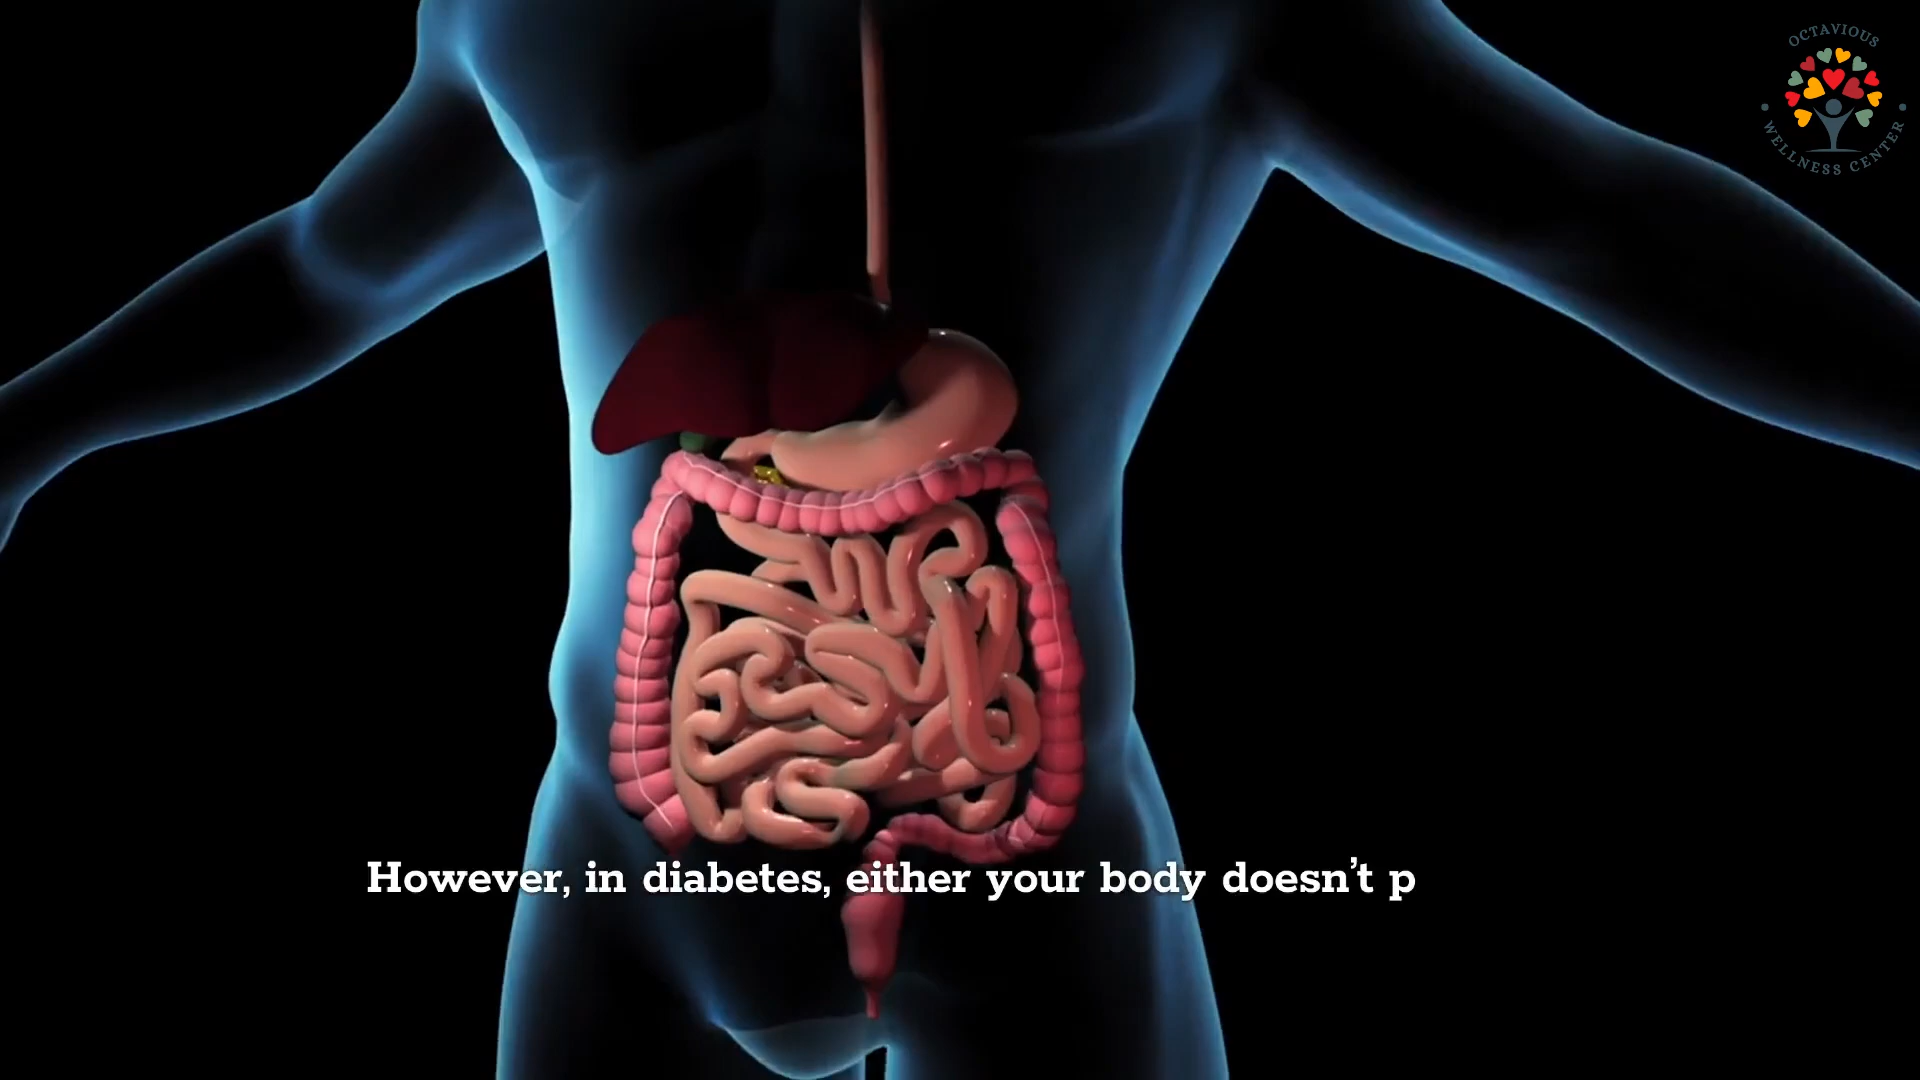 OCTAVIOUS
WELLNESS CENTER
However, in diabetes, either your body doesn't p